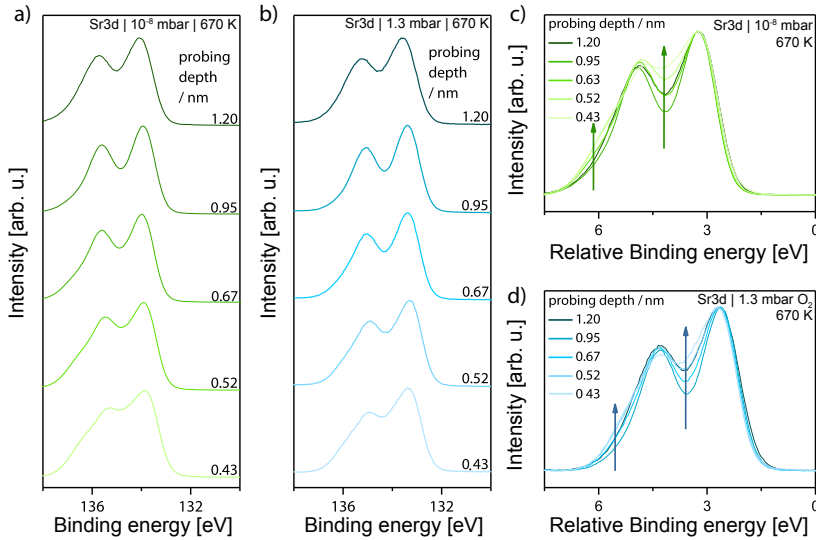 a)
Sr3d | 10⁻⁸ mbar | 670 K
probing
depth
/ nm
1.20
0.95
0.67
0.52
0.43
Intensity [arb. u.]
136
132
Binding energy [eV]
b)
Sr3d | 1.3 mbar | 670 K
probing
depth
/ nm
1.20
0.95
0.67
0.52
0.43
Intensity [arb. u.]
136
132
Binding energy [eV]
c)
Sr3d | 10⁻⁸ mbar
670 K
probing depth / nm
1.20
0.95
0.63
0.52
0.43
Intensity [arb. u.]
6
3
0
Relative Binding energy [eV]
d)
Sr3d | 1.3 mbar O₂
670 K
probing depth / nm
1.20
0.95
0.67
0.52
0.43
Intensity [arb. u.]
6
3
0
Relative Binding energy [eV]